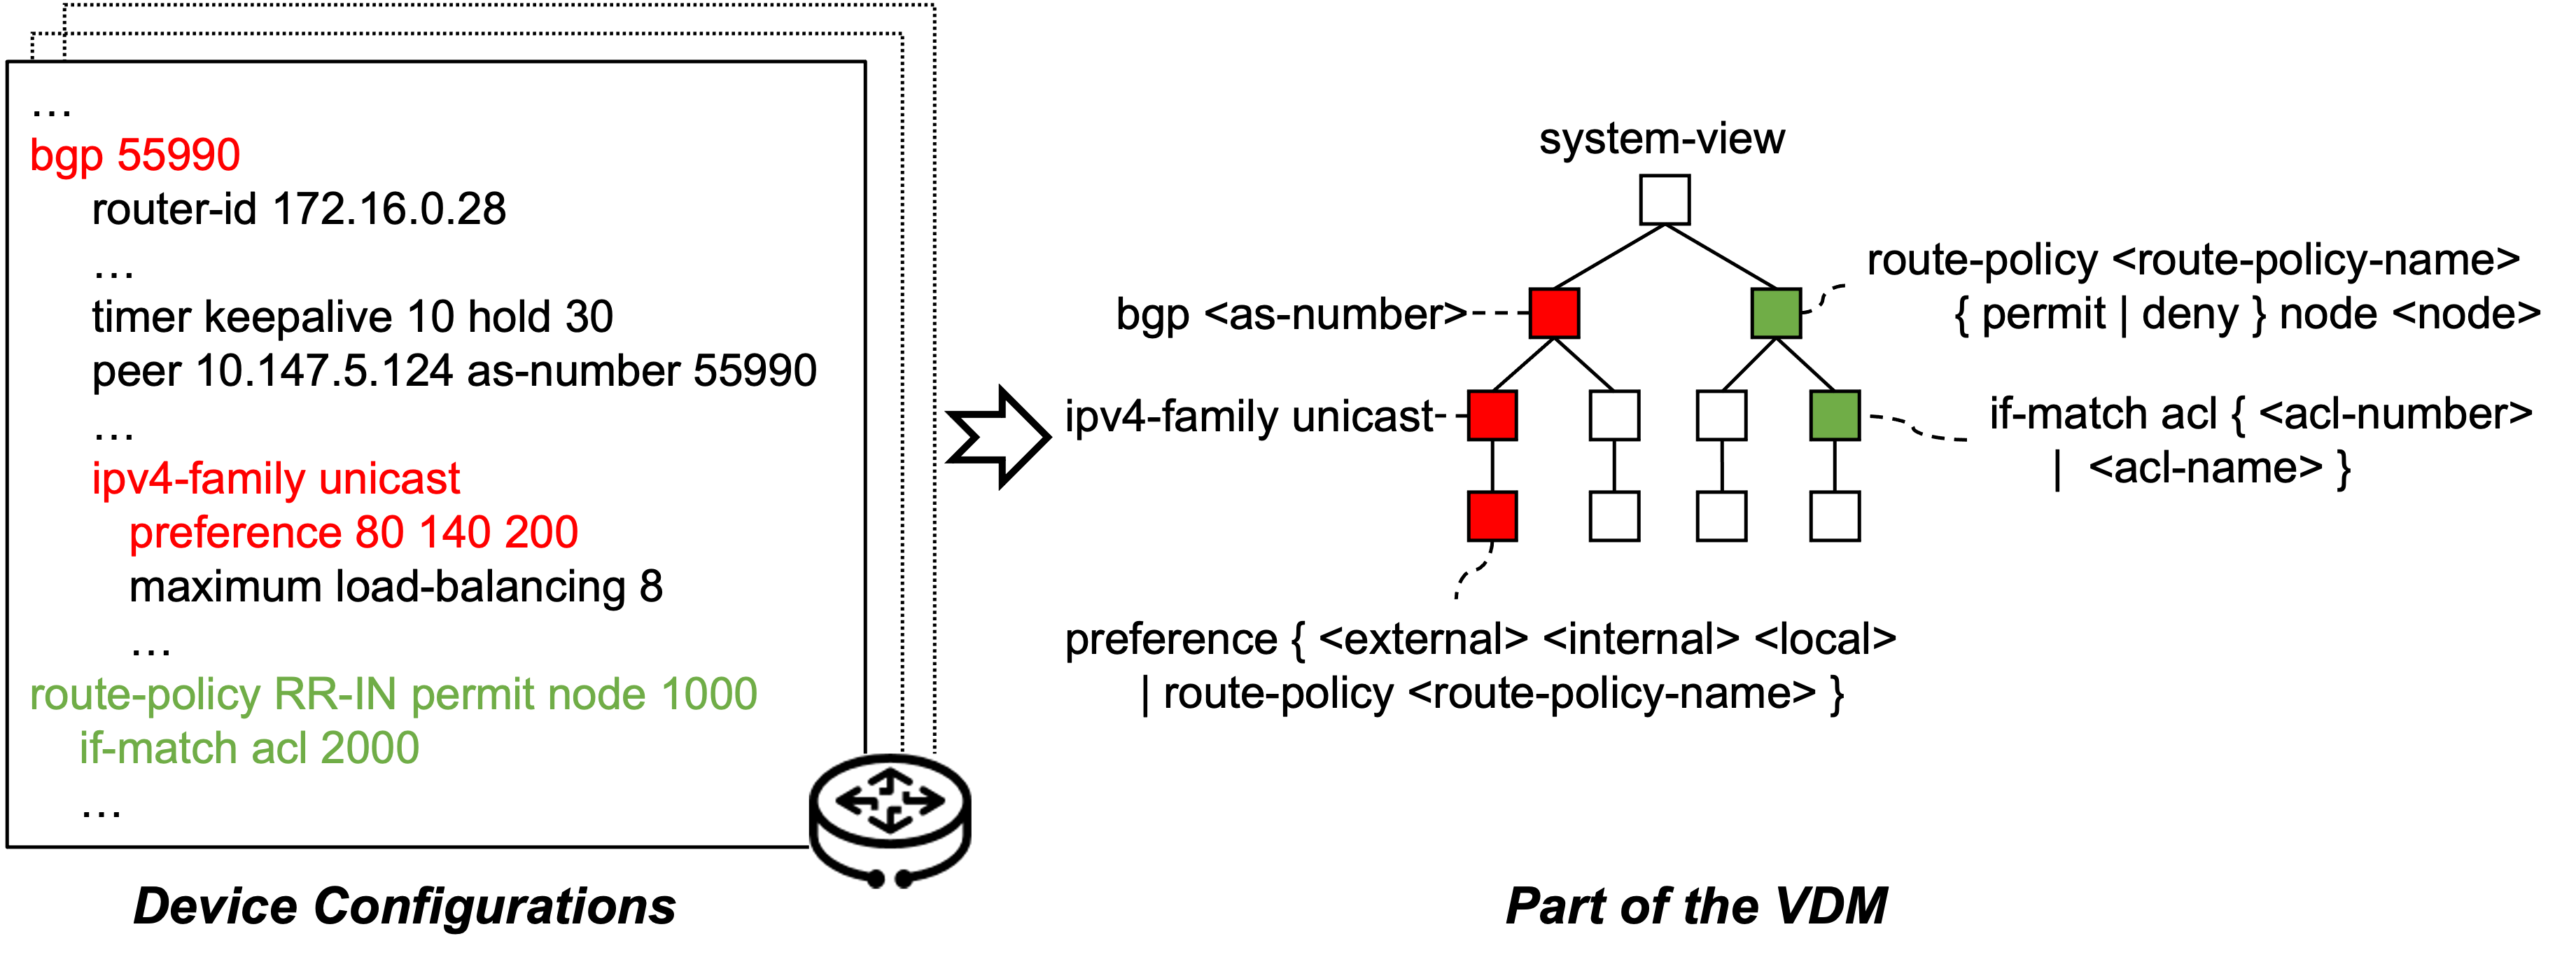 ...
bgp 55990
router-id 172.16.0.28
...
timer keepalive 10 hold 30
peer 10.147.5.124 as-number 55990
...
ipv4-family unicast
preference 80 140 200
maximum load-balancing 8
...
route-policy RR-IN permit node 1000
if-match acl 2000
...
Device Configurations
system-view
bgp <as-number>
route-policy <route-policy-name>
{ permit | deny } node <node>
ipv4-family unicast
if-match acl { <acl-number>
| <acl-name> }
preference { <external> <internal> <local>
| route-policy <route-policy-name> }
Part of the VDM